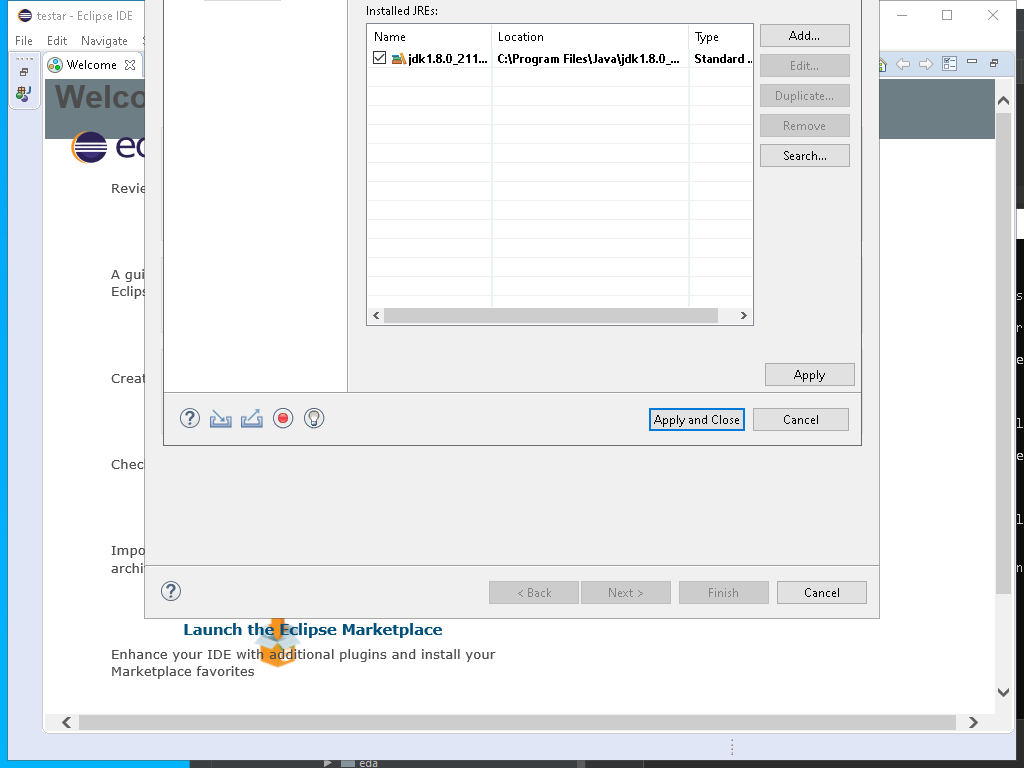 testar - Eclipse IDE
File Edit Navigate
Welcome
Welco
Revie
A gui
Eclips
Creat
Chec
Impo
archi
Launch the Eclipse Marketplace
Enhance your IDE with additional plugins and install your
Marketplace favorites
Installed JREs:
Name Location Type
jdk1.8.0_211... C:\Program Files\Java\jdk1.8.0_... Standard ..
Add...
Edit...
Duplicate...
Remove
Search...
Apply
Apply and Close Cancel
< Back Next > Finish Cancel
eda